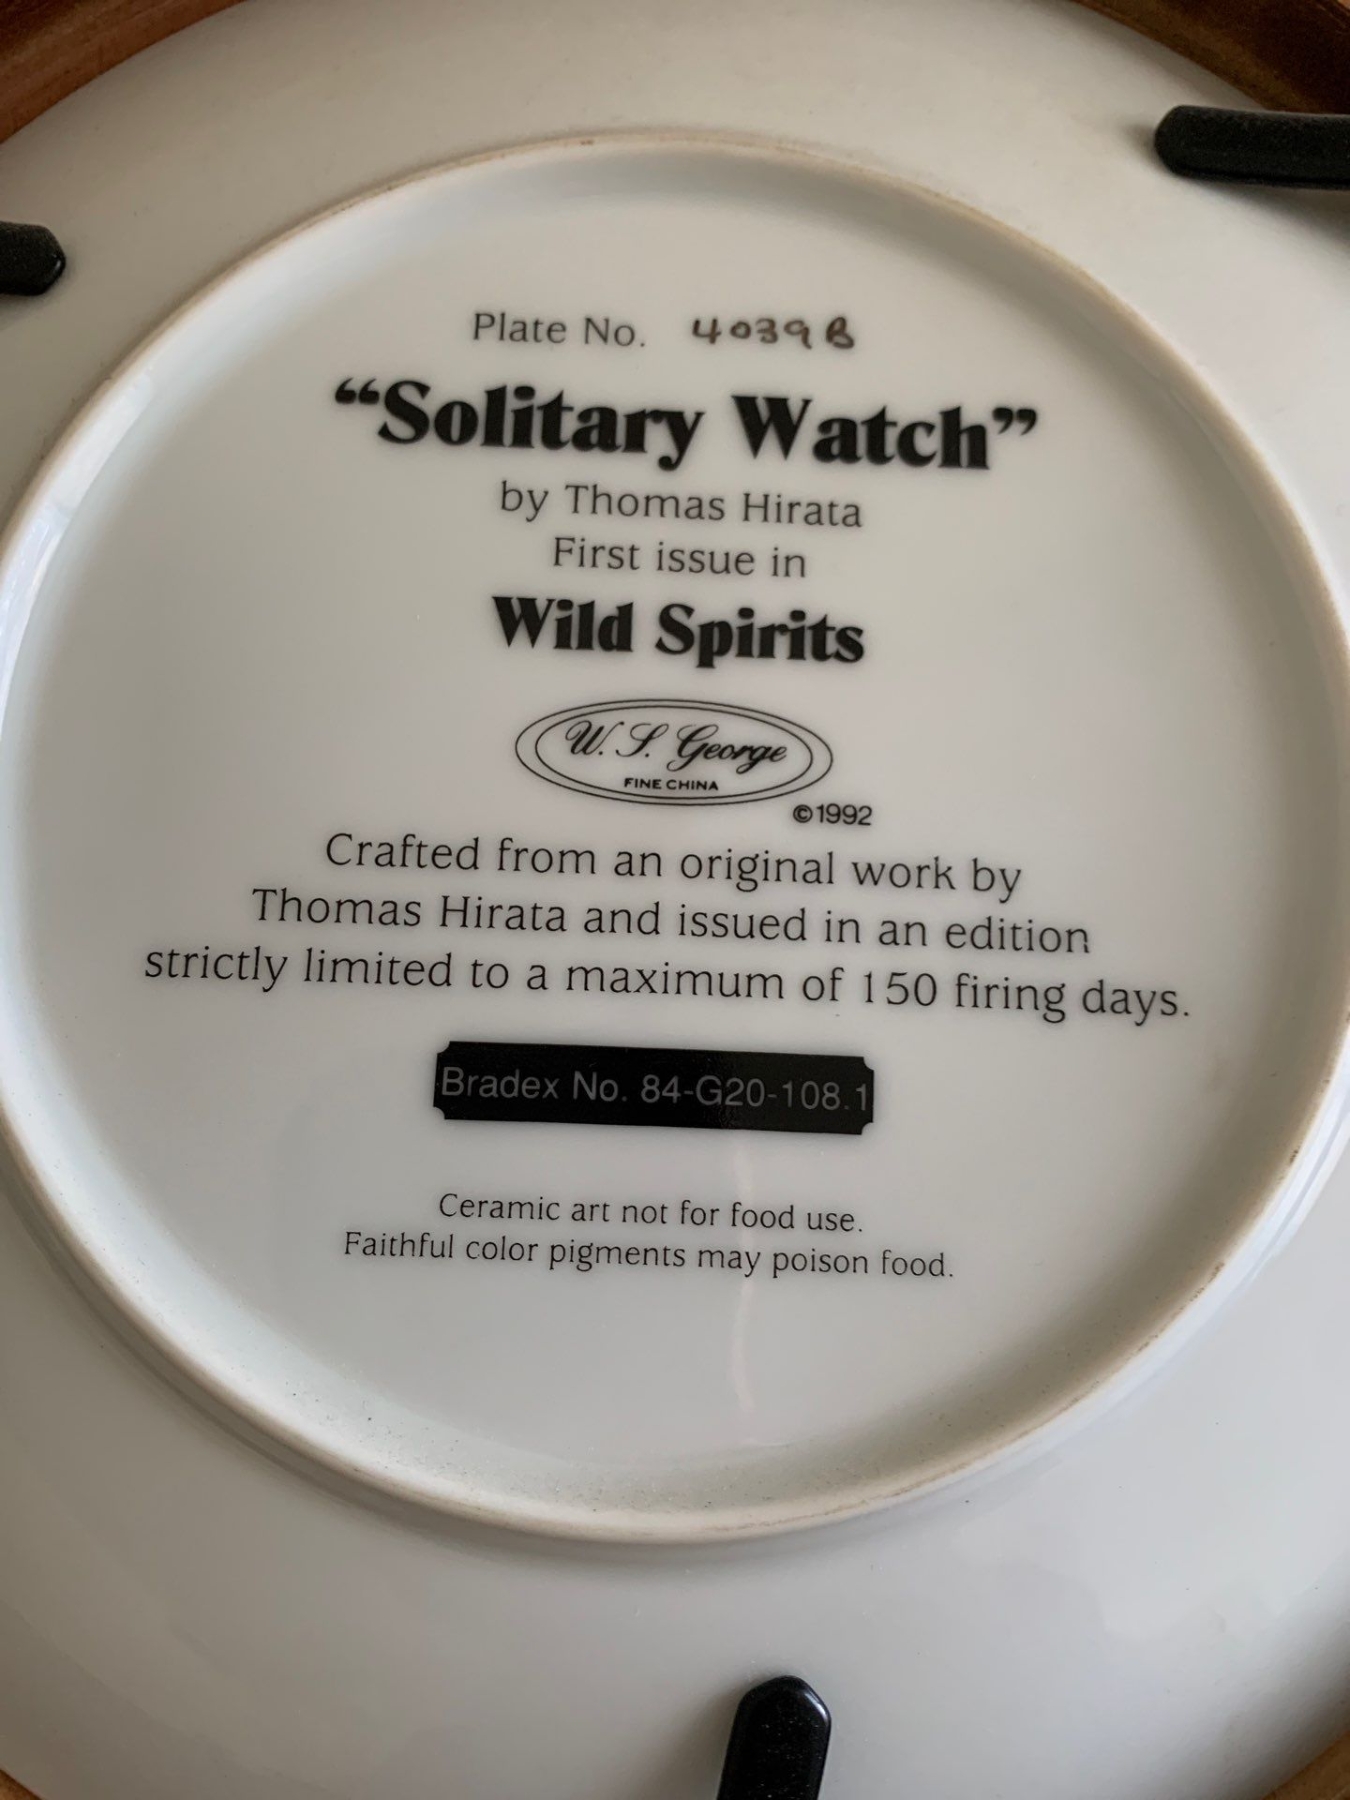 Plate No. 4039B
“Solitary Watch”
by Thomas Hirata
First issue in
Wild Spirits
W. S. George
FINE CHINA
©1992
Crafted from an original work by
Thomas Hirata and issued in an edition
strictly limited to a maximum of 150 firing days.
Bradex No. 84-G20-108.1
Ceramic art not for food use.
Faithful color pigments may poison food.